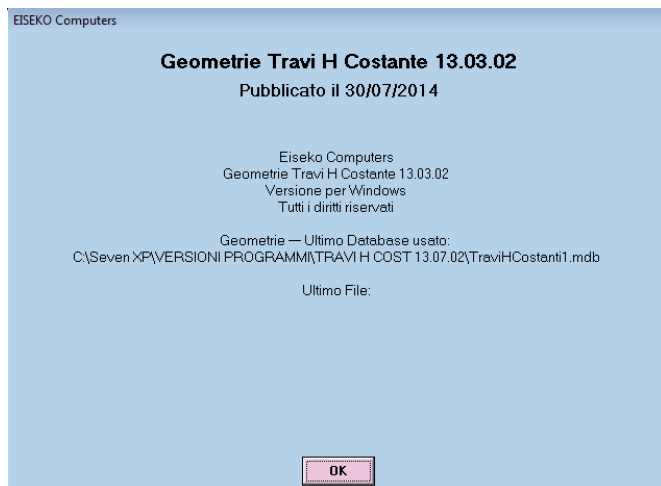 EISEKO Computers
Geometrie Travi H Costante 13.03.02
Pubblicato il 30/07/2014
Eiseko Computers
Geometrie Travi H Costante 13.03.02
Versione per Windows
Tutti i diritti riservati
Geometrie — Ultimo Database usato:
C:\Seven XP\VERSIONI PROGRAMMI\TRAVI H COST 13.07.02\TraviHCostanti1.mdb
Ultimo File:
OK